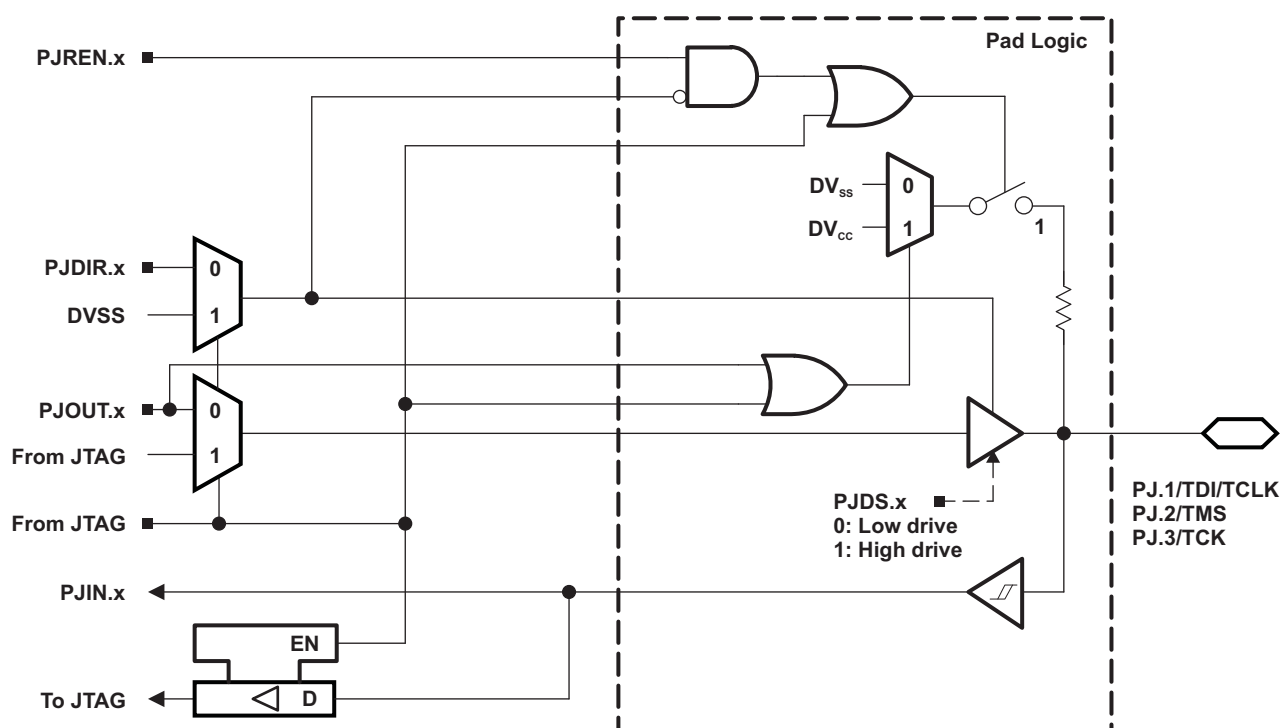 Pad Logic
PJREN.x
DVSS
0
DVCC
1
1
PJDIR.x
0
DVSS
1
PJOUT.x
0
From JTAG
1
PJDS.x
0: Low drive
1: High drive
PJ.1/TDI/TCLK
PJ.2/TMS
PJ.3/TCK
From JTAG
PJIN.x
EN
To JTAG
D